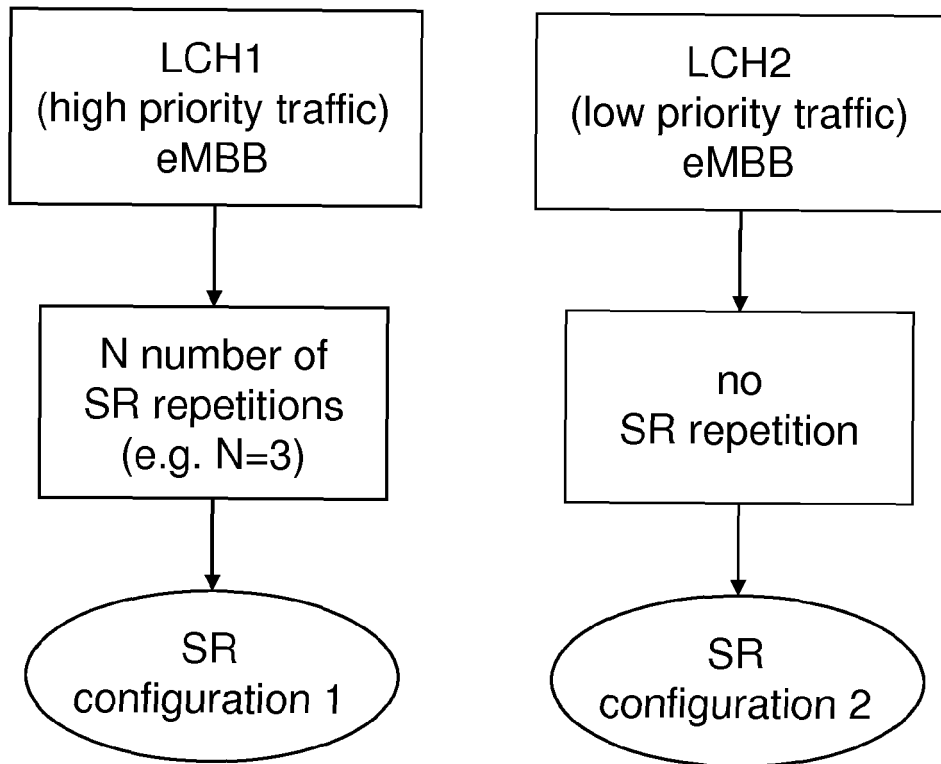 LCH1
(high priority traffic)
eMBB
N number of
SR repetitions
(e.g. N=3)
SR
configuration 1
LCH2
(low priority traffic)
eMBB
no
SR repetition
SR
configuration 2